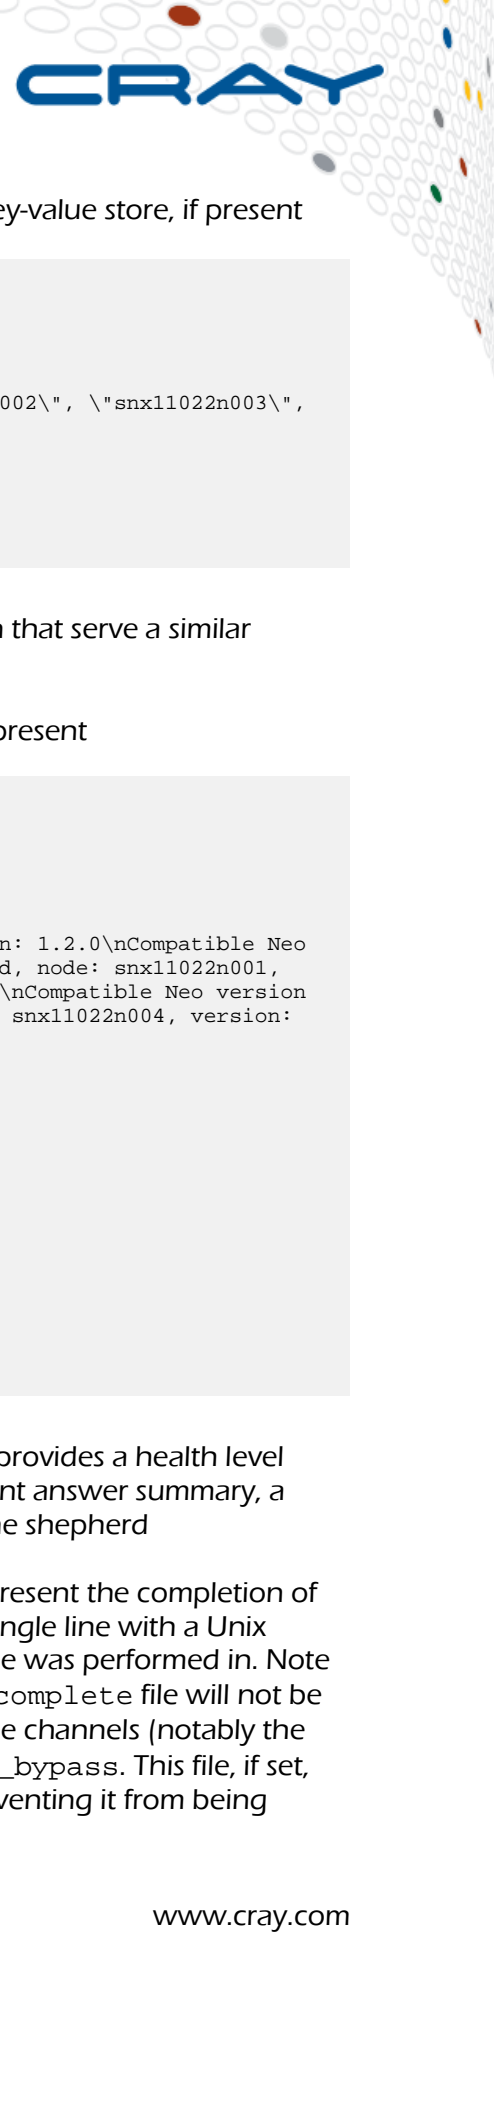 CRAY
ey-value store, if present
002\", \"snx11022n003\",
that serve a similar
present
n: 1.2.0\nCompatible Neo
d, node: snx11022n001,
\nCompatible Neo version
snx11022n004, version:
provides a health level
nt answer summary, a
e shepherd
resent the completion of
ngle line with a Unix
e was performed in. Note
complete file will not be
e channels (notably the
_bypass. This file, if set,
venting it from being
www.cray.com